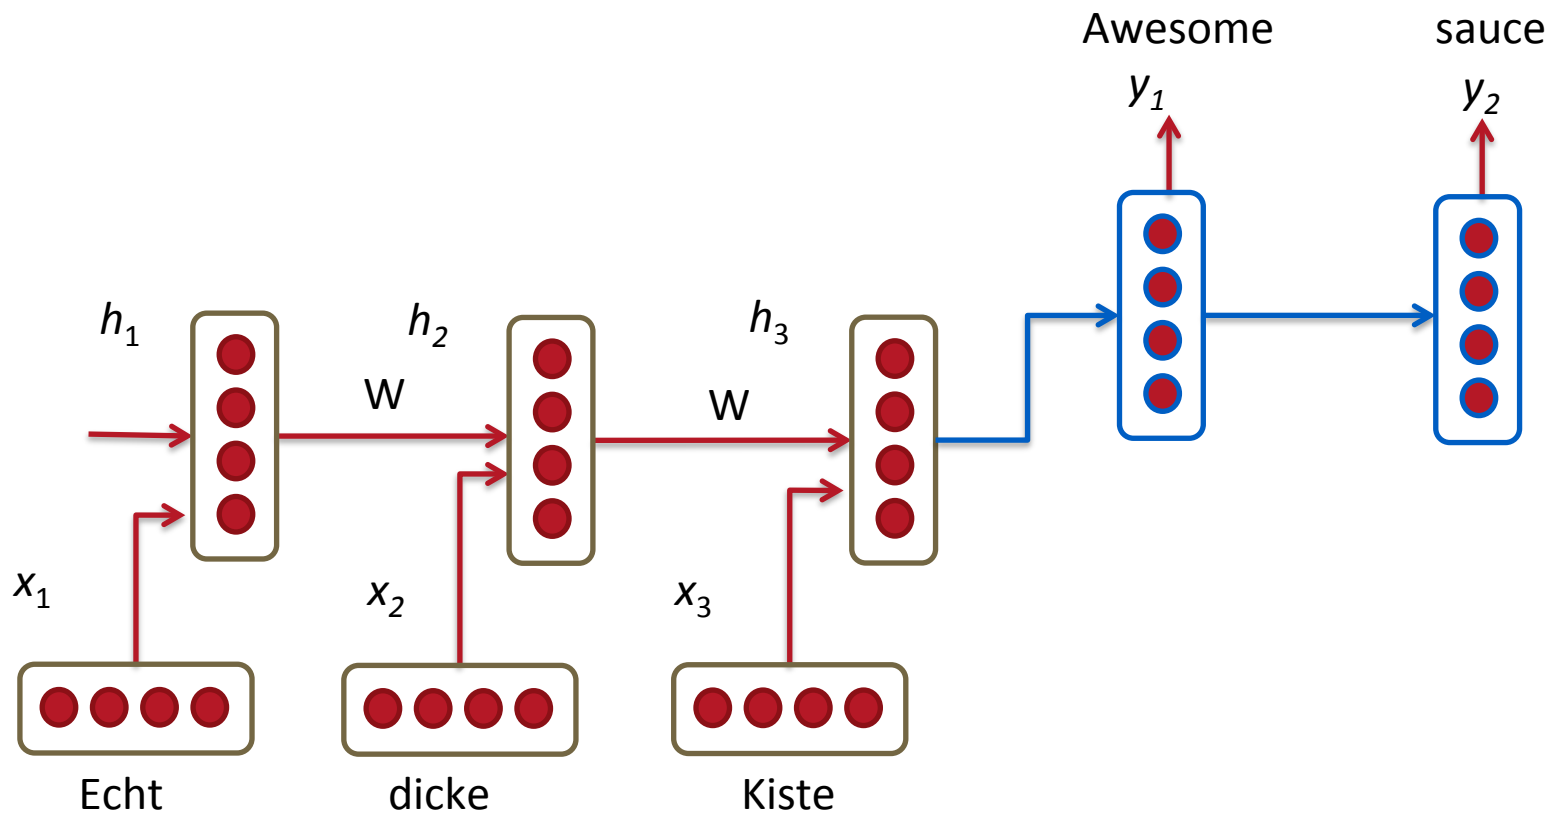 Awesome sauce
y1 y2
h1 h2 h3
W W
x1 x2 x3
Echt dicke Kiste